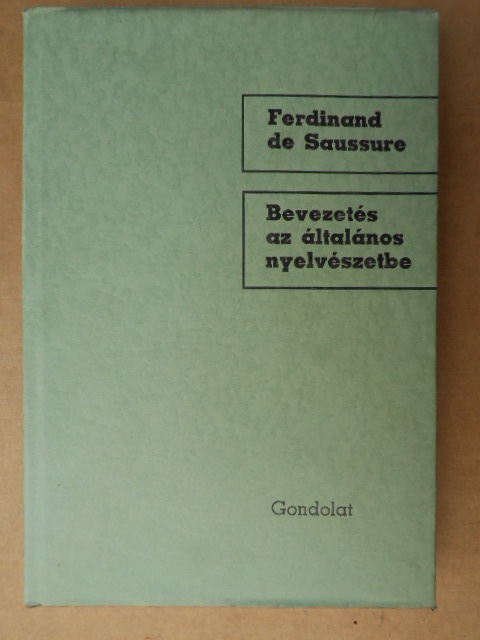 Ferdinand
de Saussure
Bevezetés
az általános
nyelvészetbe
Gondolat